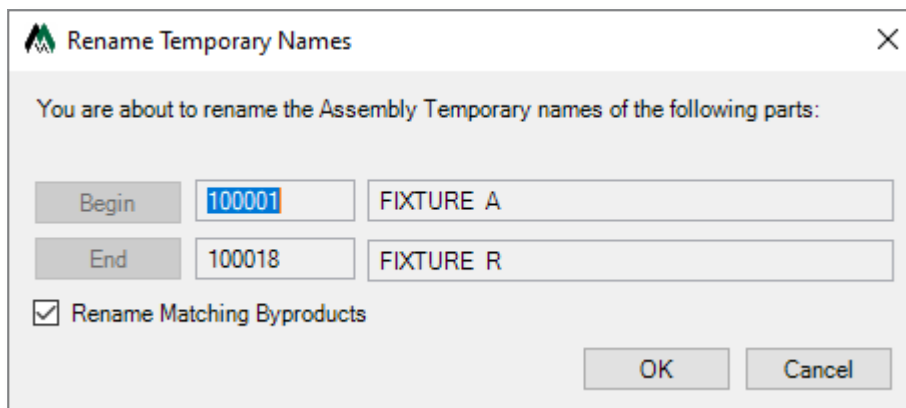 Rename Temporary Names
You are about to rename the Assembly Temporary names of the following parts:
Begin 100001 FIXTURE A
End 100018 FIXTURE R
Rename Matching Byproducts
OK Cancel